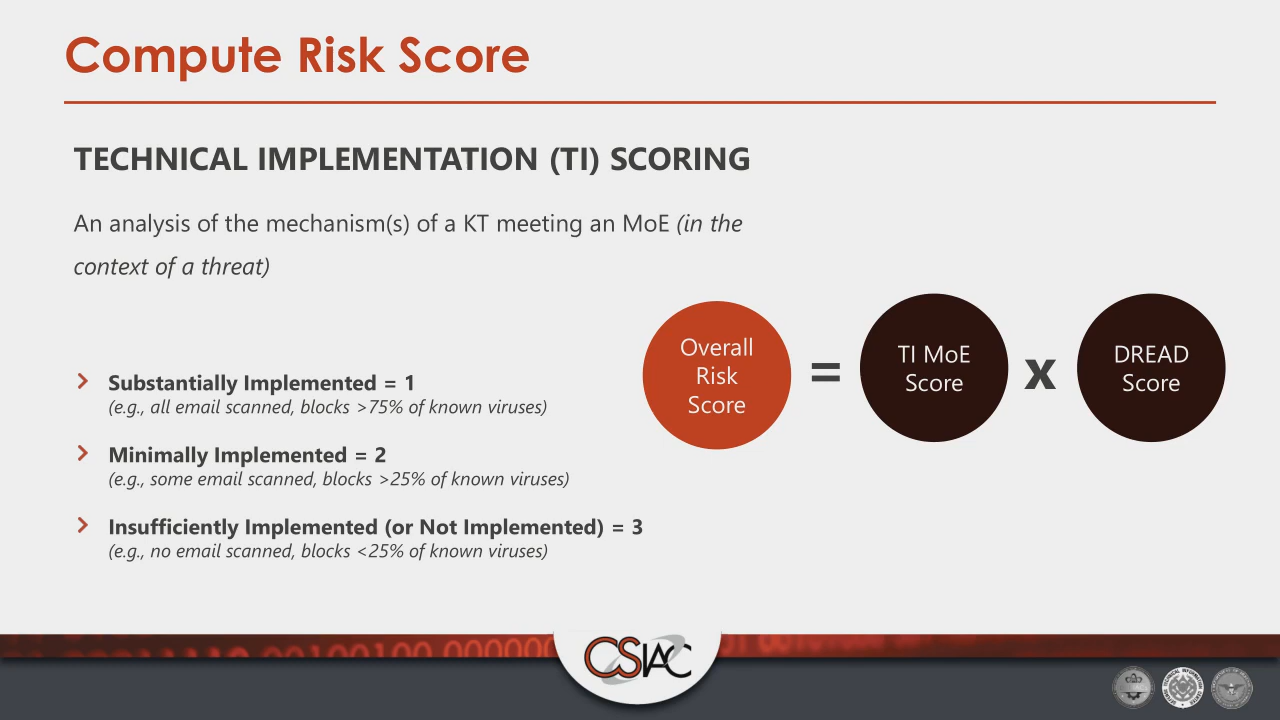 Compute Risk Score
TECHNICAL IMPLEMENTATION (TI) SCORING
An analysis of the mechanism(s) of a KT meeting an MoE (in the
context of a threat)
Substantially Implemented = 1
(e.g., all email scanned, blocks >75% of known viruses)
Minimally Implemented = 2
(e.g., some email scanned, blocks >25% of known viruses)
Insufficiently Implemented (or Not Implemented) = 3
(e.g., no email scanned, blocks <25% of known viruses)
Overall
Risk
Score
=
TI MoE
Score
x
DREAD
Score
CSIAC